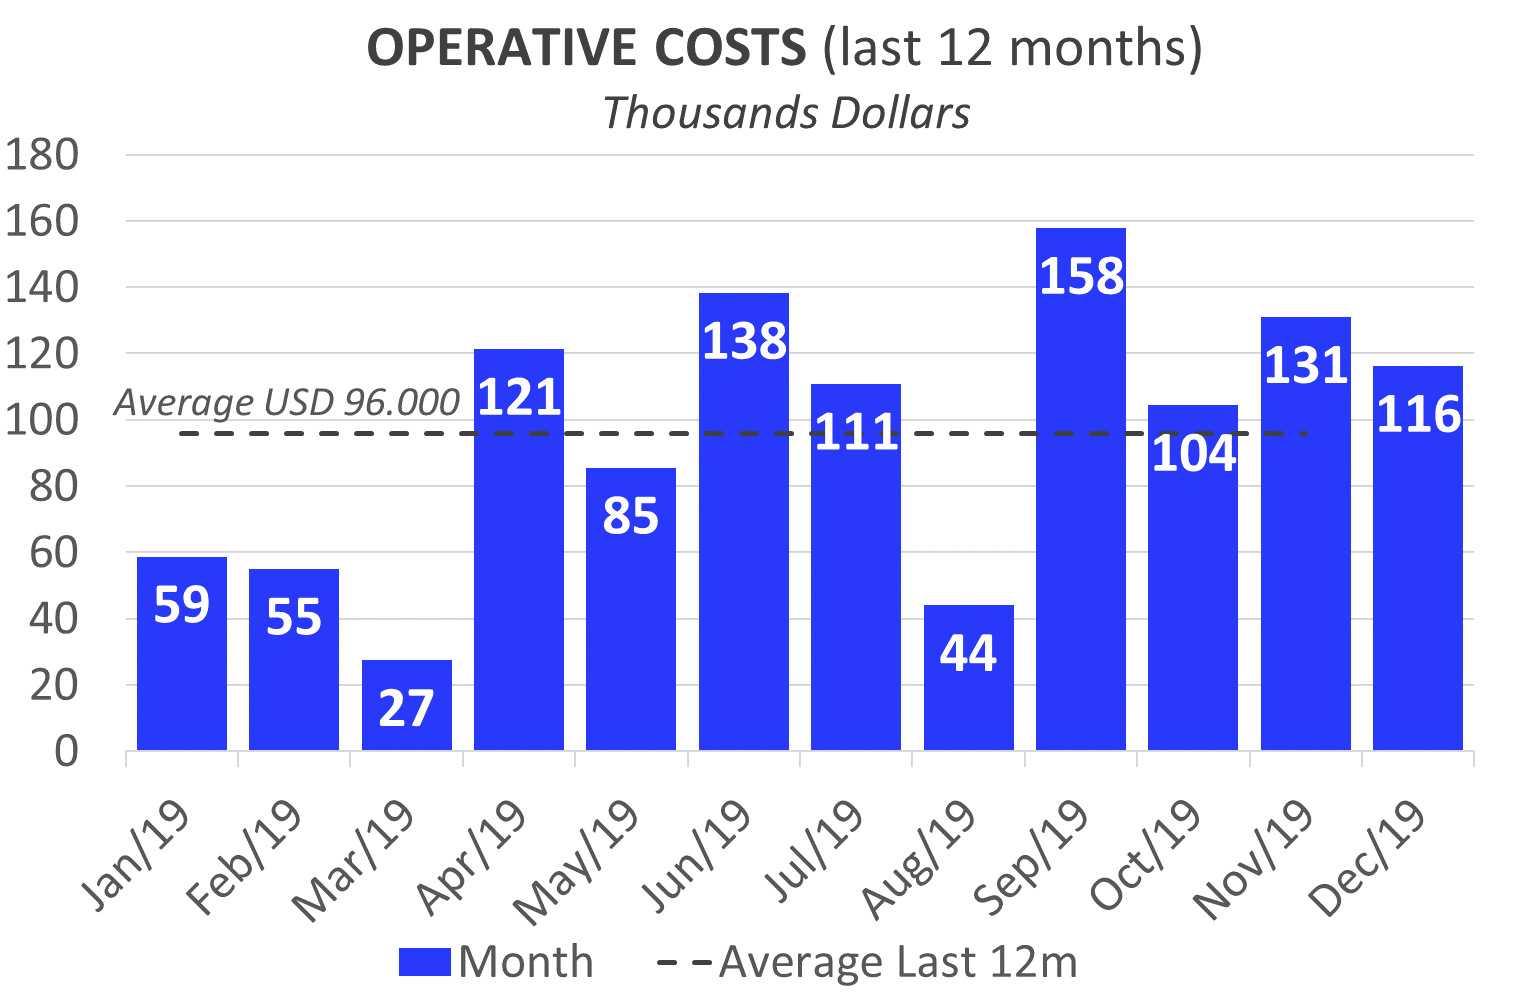 OPERATIVE COSTS (last 12 months)
Thousands Dollars
180
160
140
120
100
80
60
40
20
0
Average USD 96.000
59
55
27
121
85
138
111
44
158
104
131
116
Jan/19
Feb/19
Mar/19
Apr/19
May/19
Jun/19
Jul/19
Aug/19
Sep/19
Oct/19
Nov/19
Dec/19
Month
Average Last 12m